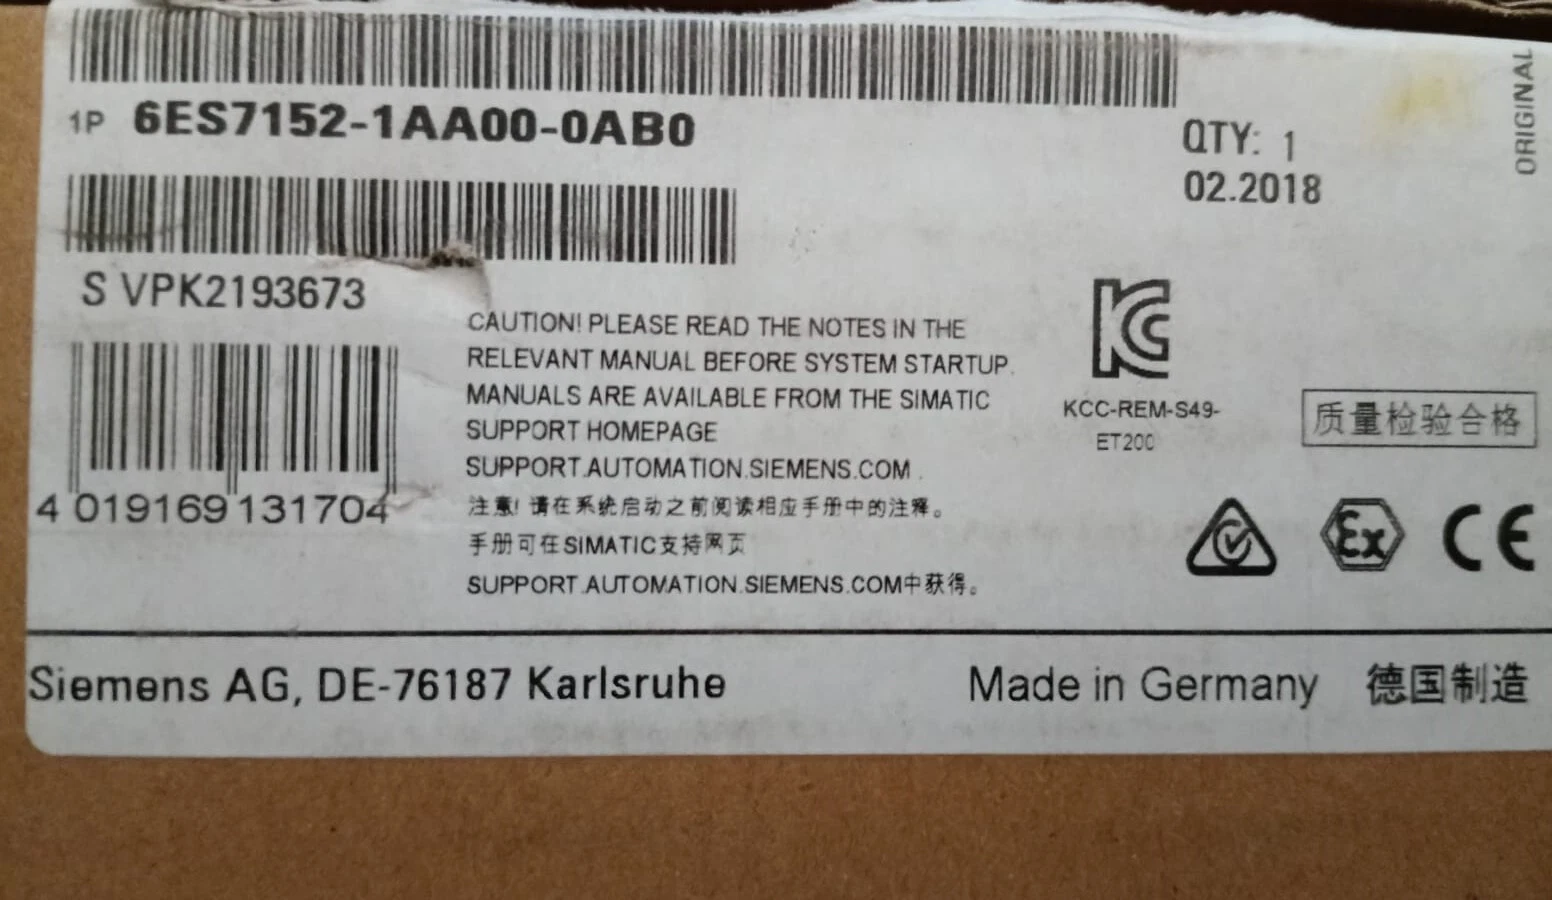 1P 6ES7152-1AA00-0AB0
QTY: 1
02.2018
ORIGINAL
S VPK2193673
CAUTION! PLEASE READ THE NOTES IN THE
RELEVANT MANUAL BEFORE SYSTEM STARTUP.
MANUALS ARE AVAILABLE FROM THE SIMATIC
SUPPORT HOMEPAGE
SUPPORT.AUTOMATION.SIEMENS.COM.
注意! 请在系统启动之前阅读相应手册中的注释。
手册可在SIMATIC支持网页
SUPPORT.AUTOMATION.SIEMENS.COM中获得。
KC
KCC-REM-S49-
ET200
质量检验合格
4 019169 131704
Ex CE
Siemens AG, DE-76187 Karlsruhe
Made in Germany 德国制造